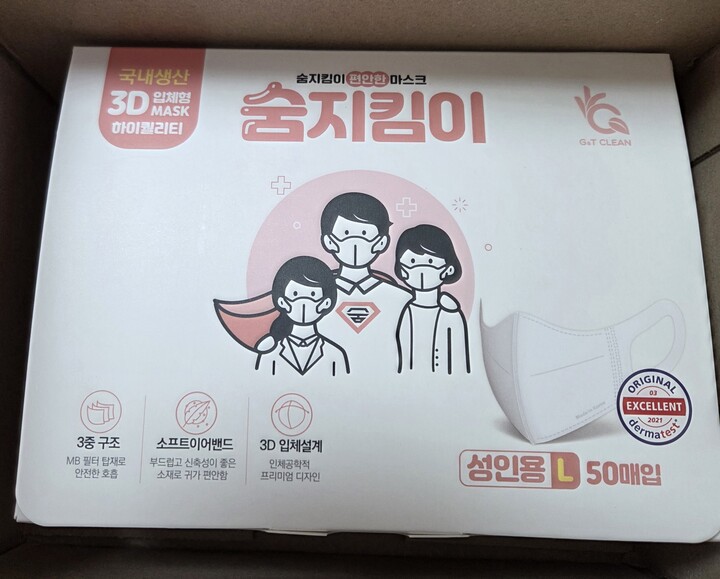 국내생산
3D 입체형 MASK
하이퀄리티
숨지킴이 편안한 마스크
숨지킴이
G&T CLEAN
숨
3중 구조
MB 필터 탑재로
안전한 호흡
소프트이어밴드
부드럽고 신축성이 좋은
소재로 귀가 편안함
3D 입체설계
인체공학적
프리미엄 디자인
ORIGINAL
03
EXCELLENT
2021
dermatest
성인용 L 50매입